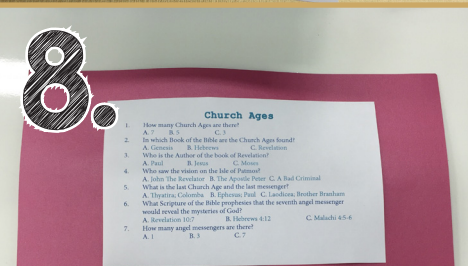 8.
Church Ages
1. How many Church Ages are there?
A. 7 B. 5 C. 3
2. In which Book of the Bible are the Church Ages found?
A. Genesis B. Hebrews C. Revelation
3. Who is the Author of the book of Revelation?
A. Paul B. Jesus C. Moses
4. Who saw the vision on the Isle of Patmos?
A. John The Revelator B. The Apostle Peter C. A Bad Criminal
5. What is the last Church Age and the last messenger?
A. Thyatira; Colomba B. Ephesus; Paul C. Laodicea; Brother Branham
6. What Scripture of the Bible prophesies that the seventh angel messenger
would reveal the mysteries of God?
A. Revelation 10:7 B. Hebrews 4:12 C. Malachi 4:5-6
7. How many angel messengers are there?
A. 1 B. 3 C. 7